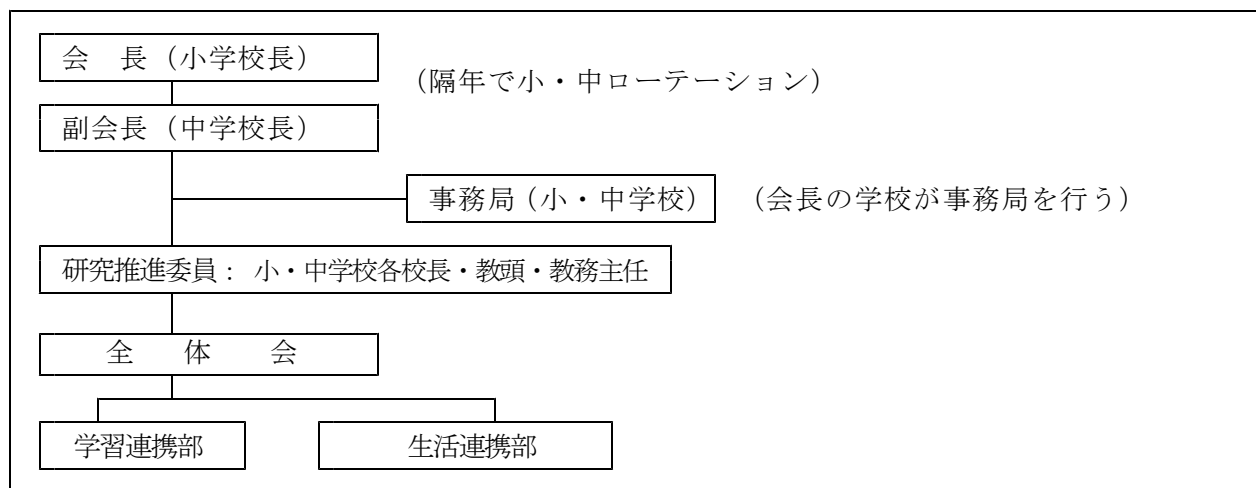 会　長（小学校長）
（隔年で小・中ローテーション）
副会長（中学校長）
事務局（小・中学校）　（会長の学校が事務局を行う）
研究推進委員：　小・中学校各校長・教頭・教務主任
全　体　会
学習連携部　生活連携部